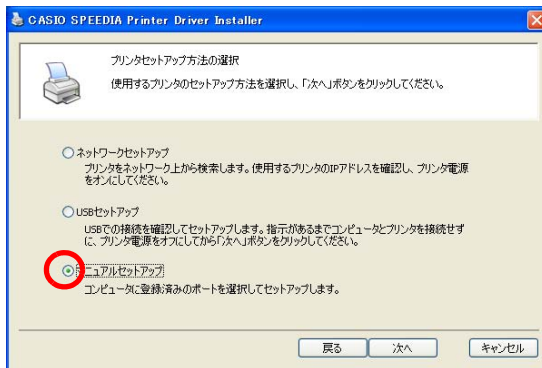 CASIO SPEEDIA Printer Driver Installer
プリンタセットアップ方法の選択
使用するプリンタのセットアップ方法を選択し、「次へ」ボタンをクリックしてください。
ネットワークセットアップ
プリンタをネットワーク上から検索します。使用するプリンタのIPアドレスを確認し、プリンタ電源
をオンにしてください。
USBセットアップ
USBでの接続を確認してセットアップします。指示があるまでコンピュータとプリンタを接続せず
に、プリンタ電源をオフにしてから「次へ」ボタンをクリックしてください。
マニュアルセットアップ
コンピュータに登録済みのポートを選択してセットアップします。
戻る
次へ
キャンセル